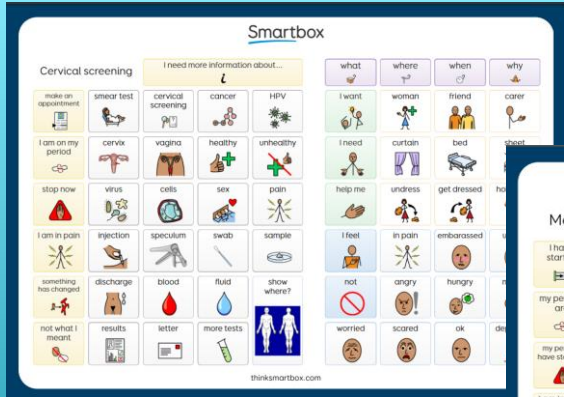 Smartbox
Cervical screening
I need more information about...
what where when why
make an appointment
smear test
cervical screening
cancer
HPV
I want
woman
friend
carer
I am on my period
cervix
vagina
healthy
unhealthy
I need
curtain
bed
sheet
stop now
virus
cells
sex
pain
help me
undress
get dressed
I am in pain
injection
speculum
swab
sample
I feel
in pain
embarassed
something has changed
discharge
blood
fluid
show where?
not
angry
hungry
not what I meant
results
letter
more tests
worried
scared
ok
thinksmartbox.com
my